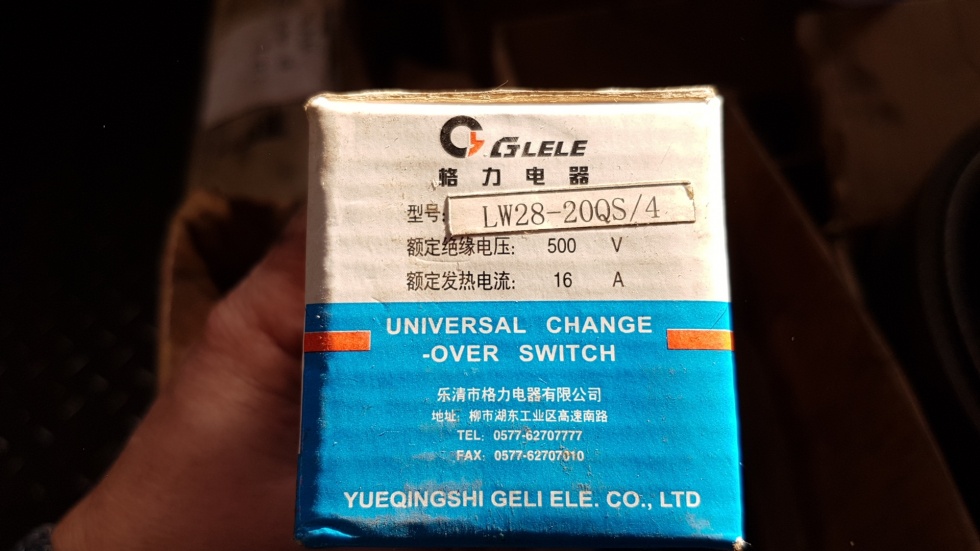 GLELE
格力电器
型号: LW28-20QS/4
额定绝缘电压: 500 V
额定发热电流: 16 A
UNIVERSAL CHANGE
-OVER SWITCH
乐清市格力电器有限公司
地址: 柳市湖东工业区高速南路
TEL: 0577-62707777
FAX: 0577-62707010
YUEQINGSHI GELI ELE. CO., LTD